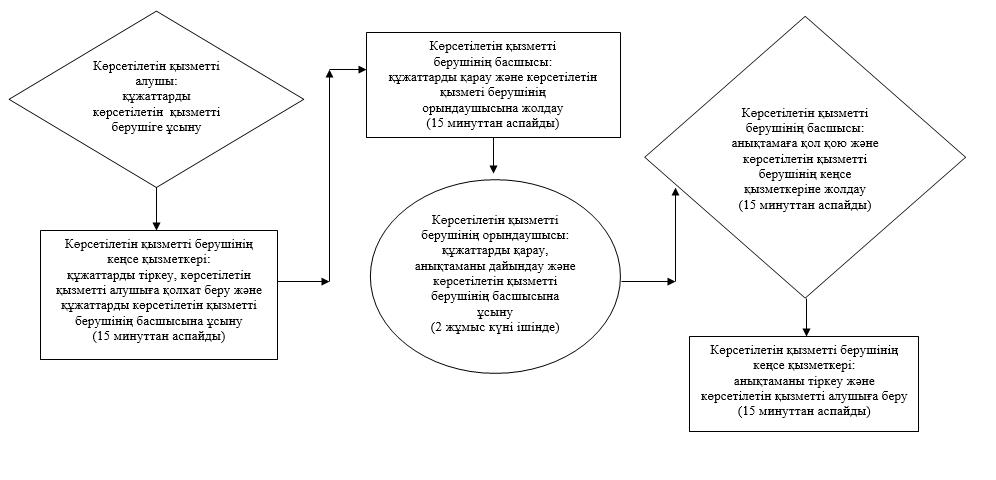 Көрсетілетін қызметті
алушы:
құжаттарды
көрсетілетін қызметті
берушіге ұсыну
Көрсетілетін қызметті берушінің
кеңсе қызметкері:
құжаттарды тіркеу, көрсетілетін
қызметті алушыға қолхат беру және
құжаттарды көрсетілетін қызметті
берушінің басшысына ұсыну
(15 минуттан аспайды)
Көрсетілетін қызметті
берушінің басшысы:
құжаттарды қарау және көрсетілетін
қызметі берушінің
орындаушысына жолдау
(15 минуттан аспайды)
Көрсетілетін қызметті
берушінің орындаушысы:
құжаттарды қарау,
анықтаманы дайындау және
көрсетілетін қызметті
берушінің басшысына
ұсыну
(2 жұмыс күні ішінде)
Көрсетілетін қызметті
берушінің басшысы:
анықтамаға қол қою және
көрсетілетін қызметті
берушінің кеңсе
қызметкеріне жолдау
(15 минуттан аспайды)
Көрсетілетін қызметті берушінің
кеңсе қызметкері:
анықтаманы тіркеу және
көрсетілетін қызметті алушыға беру
(15 минуттан аспайды)